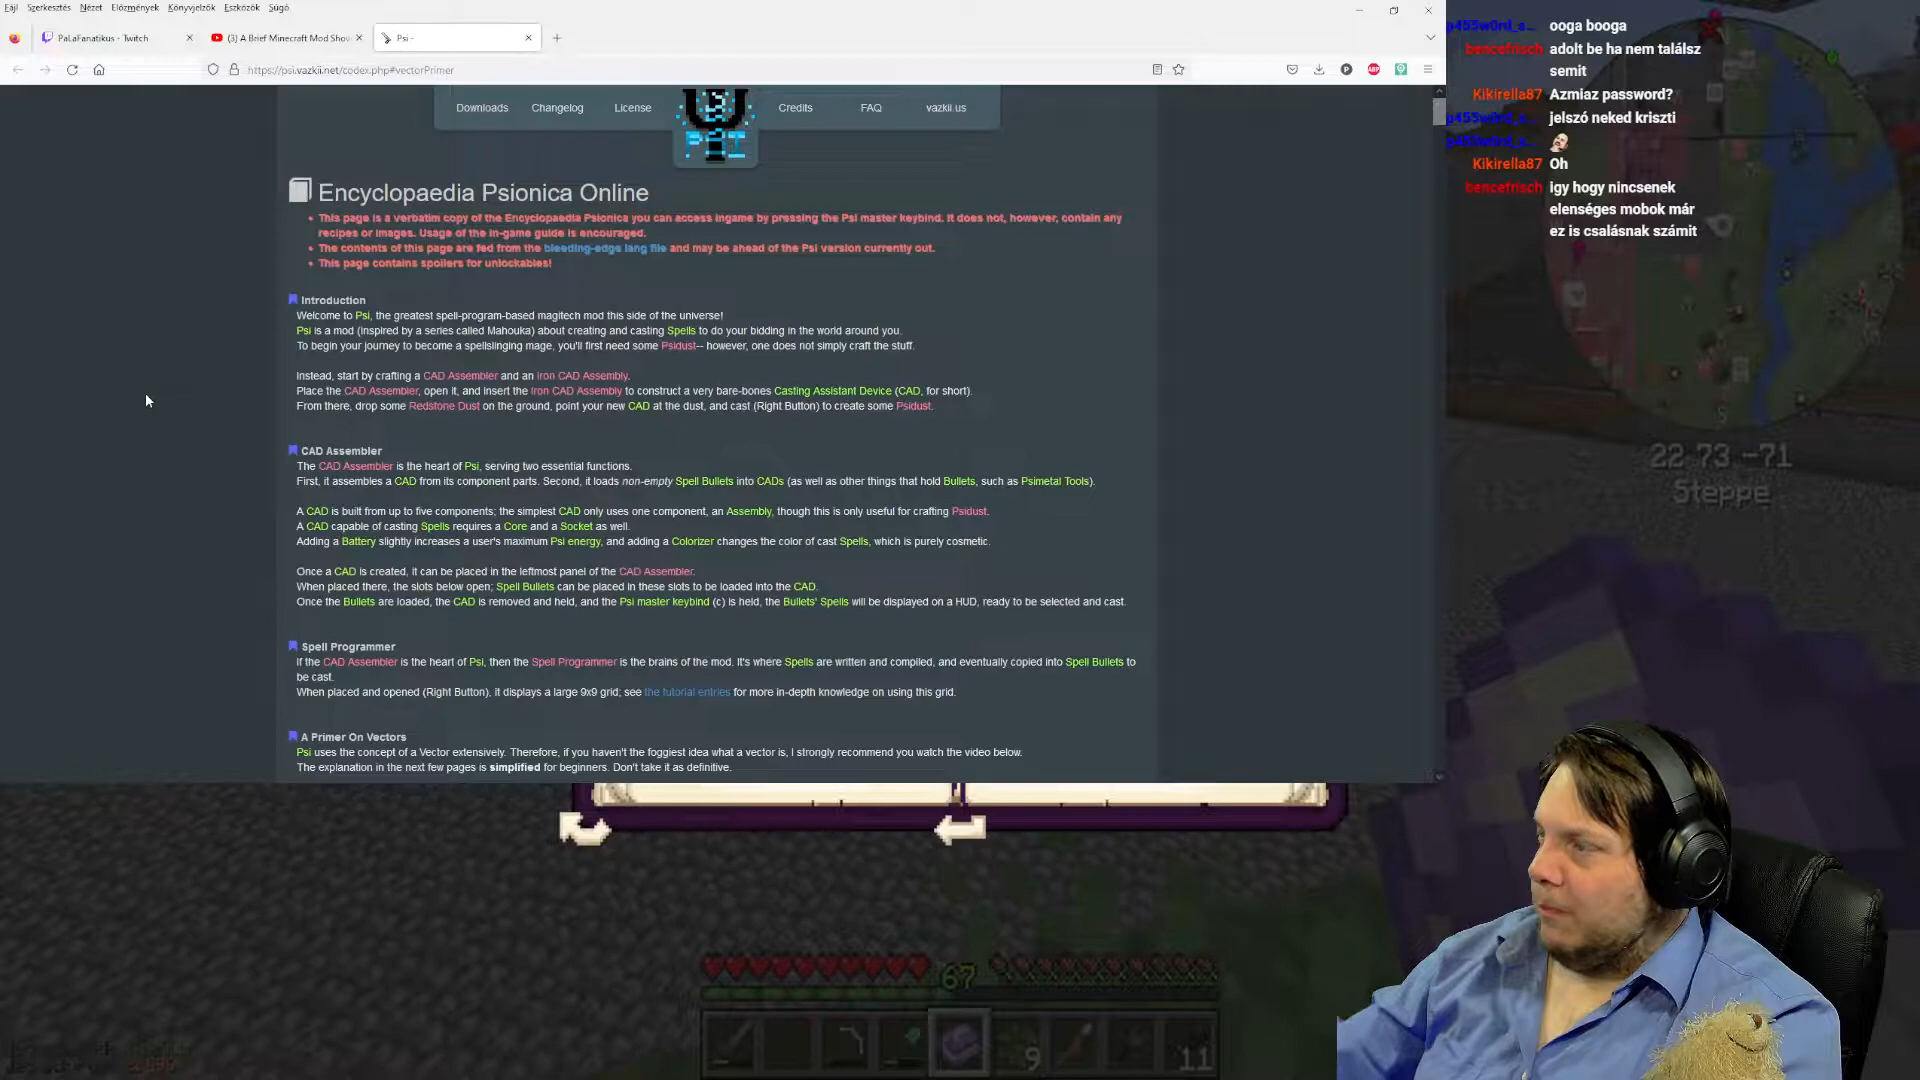 Fájl Szerkesztés Nézet Előzmények Könyvjelzők Eszközök Súgó
PaLaFanatikus - Twitch
(3) A Brief Minecraft Mod Show
Psi -
https://psi.vazkii.net/codex.php#vectorPrimer
Downloads Changelog License Credits FAQ vazkii.us
Encyclopaedia Psionica Online
• This page is a verbatim copy of the Encyclopaedia Psionica you can access ingame by pressing the Psi master keybind. It does not, however, contain any
recipes or images. Usage of the in-game guide is encouraged.
• The contents of this page are fed from the bleeding-edge lang file and may be ahead of the Psi version currently out.
• This page contains spoilers for unlockables!
Introduction
Welcome to Psi, the greatest spell-program-based magitech mod this side of the universe!
Psi is a mod (inspired by a series called Mahouka) about creating and casting Spells to do your bidding in the world around you.
To begin your journey to become a spellslinging mage, you'll first need some Psidust-- however, one does not simply craft the stuff.
Instead, start by crafting a CAD Assembler and an Iron CAD Assembly.
Place the CAD Assembler, open it, and insert the Iron CAD Assembly to construct a very bare-bones Casting Assistant Device (CAD, for short).
From there, drop some Redstone Dust on the ground, point your new CAD at the dust, and cast (Right Button) to create some Psidust.
CAD Assembler
The CAD Assembler is the heart of Psi, serving two essential functions.
First, it assembles a CAD from its component parts. Second, it loads non-empty Spell Bullets into CADs (as well as other things that hold Bullets, such as Psimetal Tools).
A CAD is built from up to five components; the simplest CAD only uses one component, an Assembly, though this is only useful for crafting Psidust.
A CAD capable of casting Spells requires a Core and a Socket as well.
Adding a Battery slightly increases a user's maximum Psi energy, and adding a Colorizer changes the color of cast Spells, which is purely cosmetic.
Once a CAD is created, it can be placed in the leftmost panel of the CAD Assembler.
When placed there, the slots below open; Spell Bullets can be placed in these slots to be loaded into the CAD.
Once the Bullets are loaded, the CAD is removed and held, and the Psi master keybind (c) is held, the Bullets' Spells will be displayed on a HUD, ready to be selected and cast.
Spell Programmer
If the CAD Assembler is the heart of Psi, then the Spell Programmer is the brains of the mod. It's where Spells are written and compiled, and eventually copied into Spell Bullets to
be cast.
When placed and opened (Right Button), it displays a large 9x9 grid; see the tutorial entries for more in-depth knowledge on using this grid.
A Primer On Vectors
Psi uses the concept of a Vector extensively. Therefore, if you haven't the foggiest idea what a vector is, I strongly recommend you watch the video below.
The explanation in the next few pages is simplified for beginners. Don't take it as definitive.
p455w0rd_s... ooga booga
bencefrisch adolt be ha nem találsz
semit
Kikirella87 Azmiaz password?
p455w0rd_s... jelszó neked kriszti
p455w0rd_s...
Kikirella87 Oh
bencefrisch igy hogy nincsenek
elenséges mobok már
ez is csalásnak számit
S
22 73 -71
Steppe
67
9
11